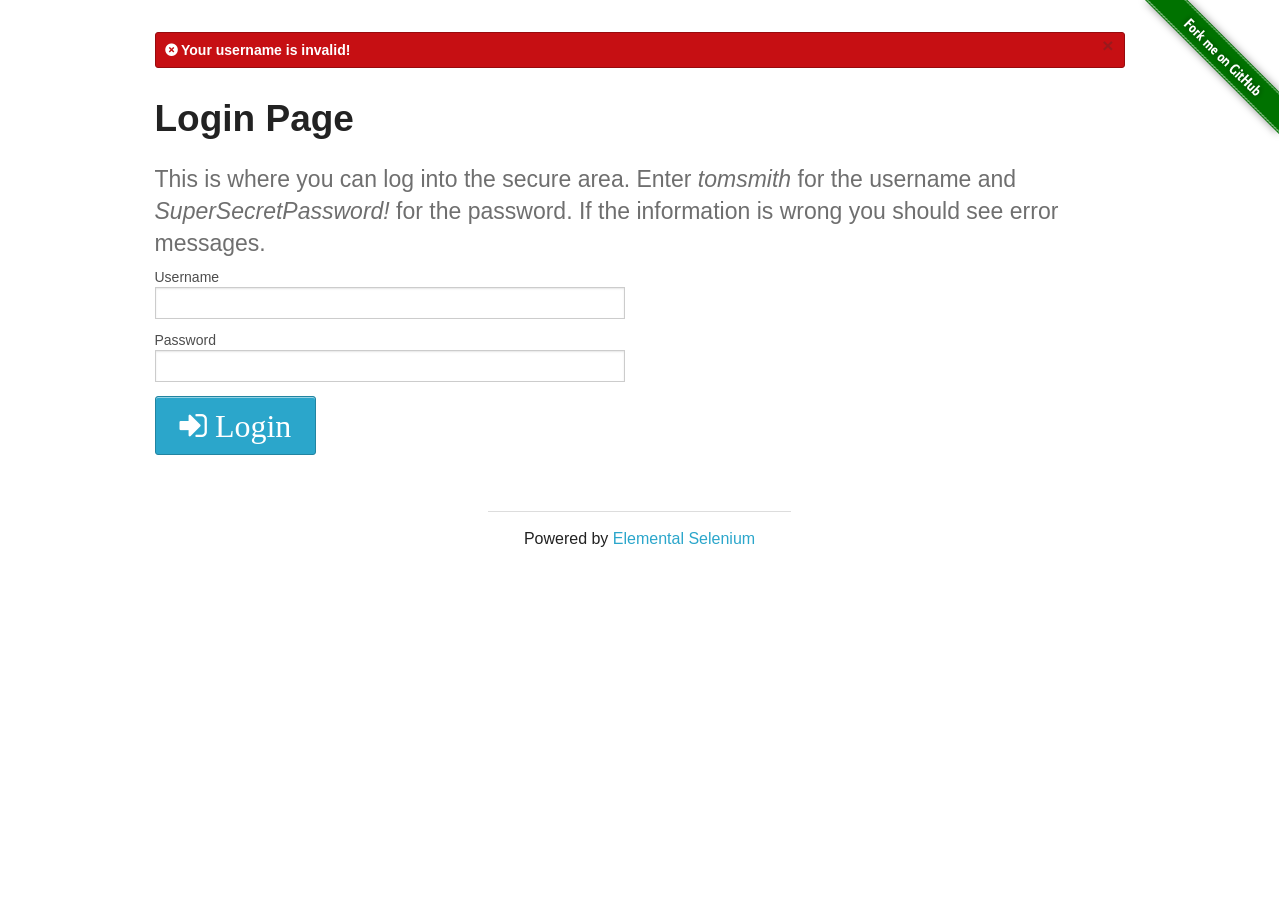 Your username is invalid!
×
Fork me on GitHub
Login Page
This is where you can log into the secure area. Enter tomsmith for the username and
SuperSecretPassword! for the password. If the information is wrong you should see error
messages.
Username
Password
Login
Powered by Elemental Selenium